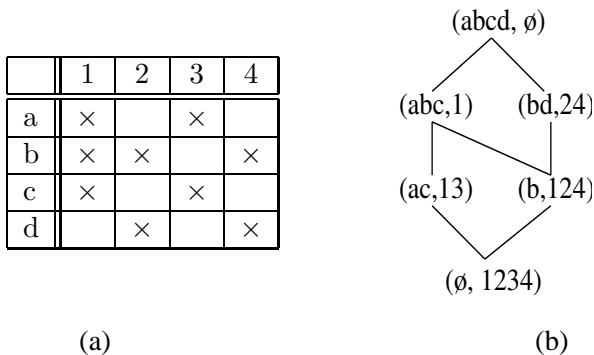 1 2 3 4
a × ×
b × × ×
c × ×
d × ×
(a)
(abcd, ø)
(abc,1) (bd,24)
(ac,13) (b,124)
(ø, 1234)
(b)